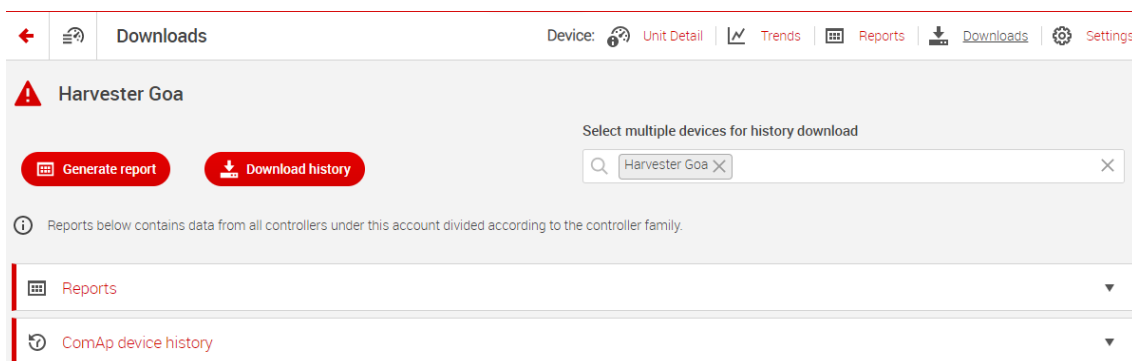 Downloads
Device: Unit Detail Trends Reports Downloads Settings
Harvester Goa
Select multiple devices for history download
Generate report Download history
Harvester Goa
Reports below contains data from all controllers under this account divided according to the controller family.
Reports
ComAp device history